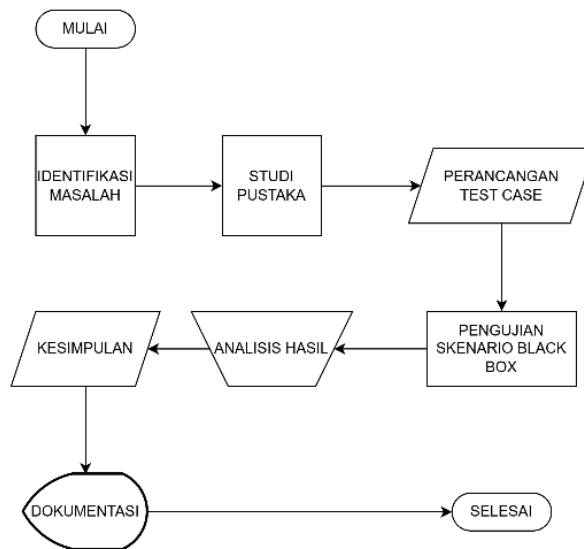 MULAI
IDENTIFIKASI
MASALAH
STUDI
PUSTAKA
PERANCANGAN
TEST CASE
PENGUJIAN
SKENARIO BLACK
BOX
ANALISIS HASIL
KESIMPULAN
DOKUMENTASI
SELESAI